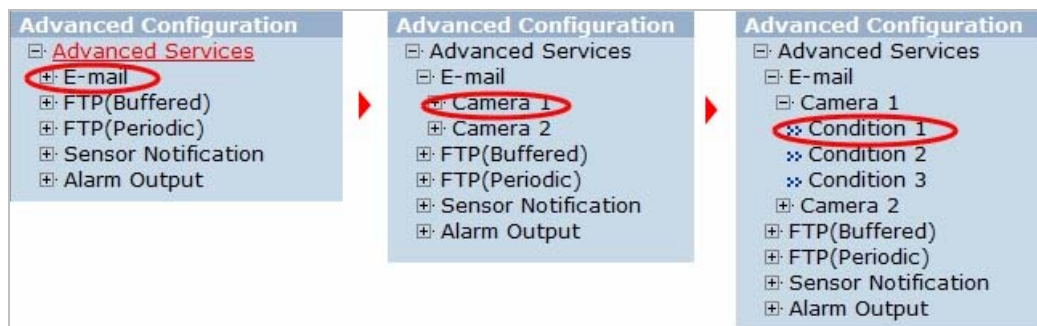 Advanced Configuration
Advanced Services
E-mail
FTP(Buffered)
FTP(Periodic)
Sensor Notification
Alarm Output
Advanced Configuration
Advanced Services
E-mail
Camera 1
Camera 2
FTP(Buffered)
FTP(Periodic)
Sensor Notification
Alarm Output
Advanced Configuration
Advanced Services
E-mail
Camera 1
Condition 1
Condition 2
Condition 3
Camera 2
FTP(Buffered)
FTP(Periodic)
Sensor Notification
Alarm Output